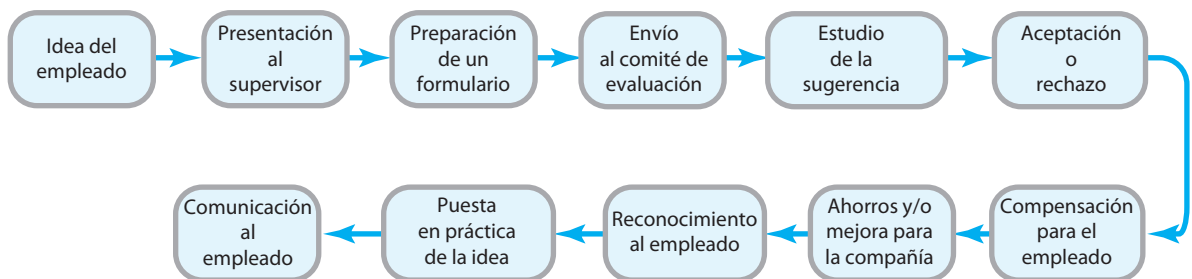 Idea del
empleado
Presentación
al
supervisor
Preparación
de un
formulario
Envío
al comité de
evaluación
Estudio
de la
sugerencia
Aceptación
o
rechazo
Compensación
para el
empleado
Ahorros y/o
mejora para
la compañía
Reconocimiento
al empleado
Puesta
en práctica
de la idea
Comunicación
al
empleado